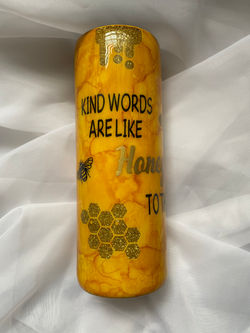 KIND WORDS
ARE LIKE
Hone
TO T